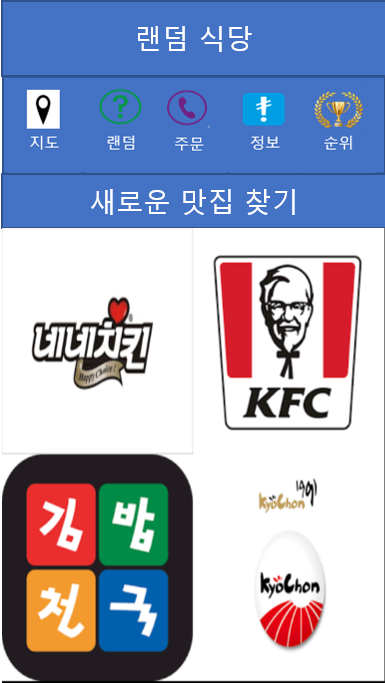 랜덤 식당
지도 랜덤 주문 정보 순위
새로운 맛집 찾기
네네치킨
Happy Choice!
KFC
김밥
천국
kyochon 1991
kyochon